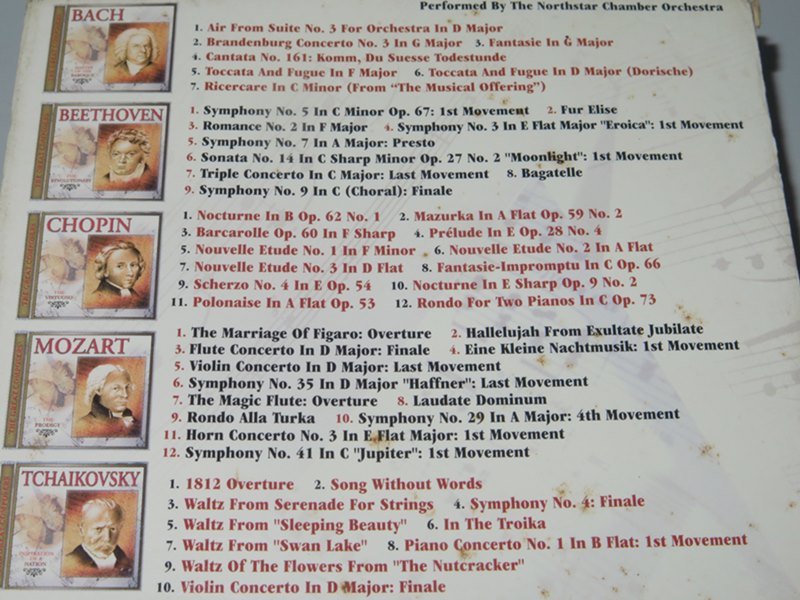 Performed By The Northstar Chamber Orchestra
BACH
1. Air From Suite No. 3 For Orchestra In D Major
2. Brandenburg Concerto No. 3 In G Major 3. Fantasie In G Major
4. Cantata No. 161: Komm, Du Suesse Todestunde
5. Toccata And Fugue In F Major 6. Toccata And Fugue In D Major (Dorische)
7. Ricercare In C Minor (From "The Musical Offering")
BEETHOVEN
THE REVOLUTIONARY
1. Symphony No. 5 In C Minor Op. 67: 1st Movement 2. Fur Elise
3. Romance No. 2 In F Major 4. Symphony No. 3 In E Flat Major "Eroica": 1st Movement
5. Symphony No. 7 In A Major: Presto
6. Sonata No. 14 In C Sharp Minor Op. 27 No. 2 "Moonlight": 1st Movement
7. Triple Concerto In C Major: Last Movement 8. Bagatelle
9. Symphony No. 9 In C (Choral): Finale
CHOPIN
THE VIRTUOSO
1. Nocturne In B Op. 62 No. 1 2. Mazurka In A Flat Op. 59 No. 2
3. Barcarolle Op. 60 In F Sharp 4. Prélude In E Op. 28 No. 4
5. Nouvelle Etude No. 1 In F Minor 6. Nouvelle Etude No. 2 In A Flat
7. Nouvelle Etude No. 3 In D Flat 8. Fantasie-Impromptu In C Op. 66
9. Scherzo No. 4 In E Op. 54 10. Nocturne In E Sharp Op. 9 No. 2
11. Polonaise In A Flat Op. 53 12. Rondo For Two Pianos In C Op. 73
MOZART
THE PRODIGY
1. The Marriage Of Figaro: Overture 2. Hallelujah From Exultate Jubilate
3. Flute Concerto In D Major: Finale 4. Eine Kleine Nachtmusik: 1st Movement
5. Violin Concerto In D Major: Last Movement
6. Symphony No. 35 In D Major "Haffner": Last Movement
7. The Magic Flute: Overture 8. Laudate Dominum
9. Rondo Alla Turka 10. Symphony No. 29 In A Major: 4th Movement
11. Horn Concerto No. 3 In E Flat Major: 1st Movement
12. Symphony No. 41 In C "Jupiter": 1st Movement
TCHAIKOVSKY
INSPIRATION OF A
NATION
1. 1812 Overture 2. Song Without Words
3. Waltz From Serenade For Strings 4. Symphony No. 4: Finale
5. Waltz From "Sleeping Beauty" 6. In The Troika
7. Waltz From "Swan Lake" 8. Piano Concerto No. 1 In B Flat: 1st Movement
9. Waltz Of The Flowers From "The Nutcracker"
10. Violin Concerto In D Major: Finale